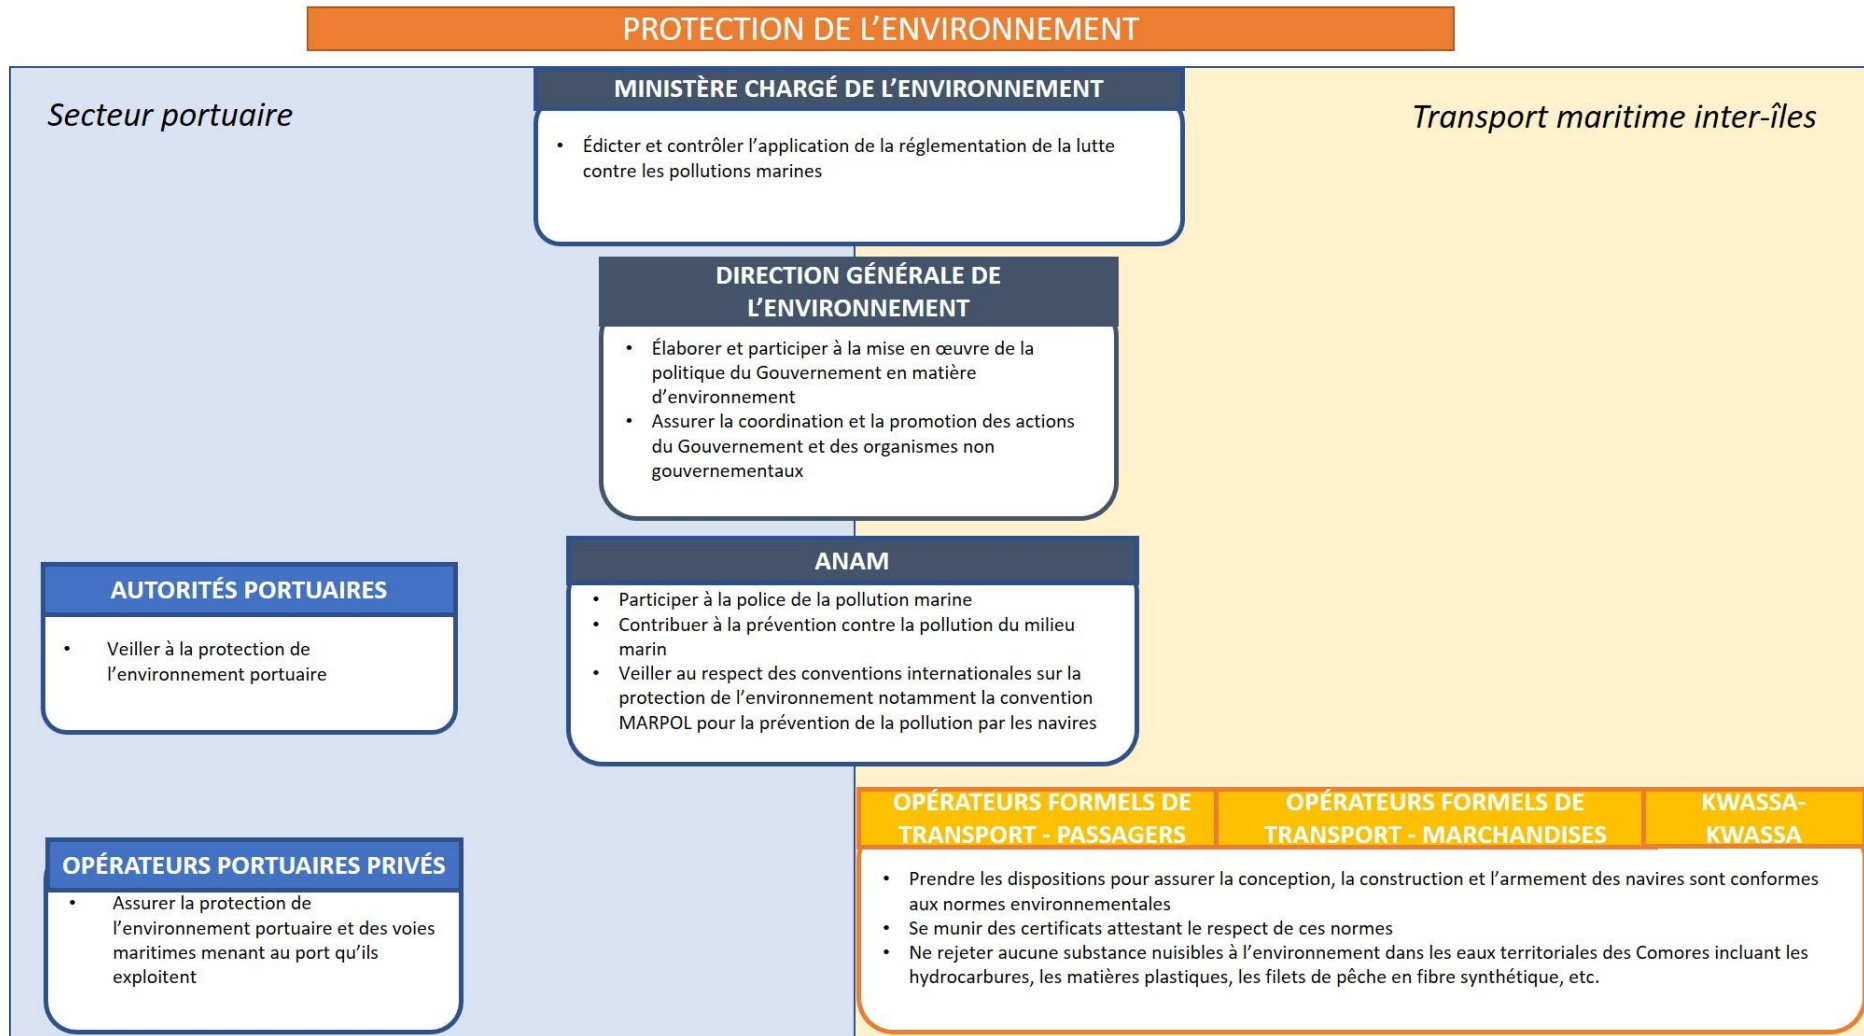 PROTECTION DE L'ENVIRONNEMENT
Secteur portuaire
Transport maritime inter-îles
MINISTÈRE CHARGÉ DE L'ENVIRONNEMENT
• Édicter et contrôler l'application de la réglementation de la lutte
contre les pollutions marines
DIRECTION GÉNÉRALE DE
L'ENVIRONNEMENT
• Élaborer et participer à la mise en œuvre de la
politique du Gouvernement en matière
d'environnement
• Assurer la coordination et la promotion des actions
du Gouvernement et des organismes non
gouvernementaux
AUTORITÉS PORTUAIRES
• Veiller à la protection de
l'environnement portuaire
ANAM
• Participer à la police de la pollution marine
• Contribuer à la prévention contre la pollution du milieu
marin
• Veiller au respect des conventions internationales sur la
protection de l'environnement notamment la convention
MARPOL pour la prévention de la pollution par les navires
OPÉRATEURS PORTUAIRES PRIVÉS
• Assurer la protection de
l'environnement portuaire et des voies
maritimes menant au port qu'ils
exploitent
OPÉRATEURS FORMELS DE
TRANSPORT - PASSAGERS
OPÉRATEURS FORMELS DE
TRANSPORT - MARCHANDISES
KWASSA-
KWASSA
• Prendre les dispositions pour assurer la conception, la construction et l'armement des navires sont conformes
aux normes environnementales
• Se munir des certificats attestant le respect de ces normes
• Ne rejeter aucune substance nuisibles à l'environnement dans les eaux territoriales des Comores incluant les
hydrocarbures, les matières plastiques, les filets de pêche en fibre synthétique, etc.